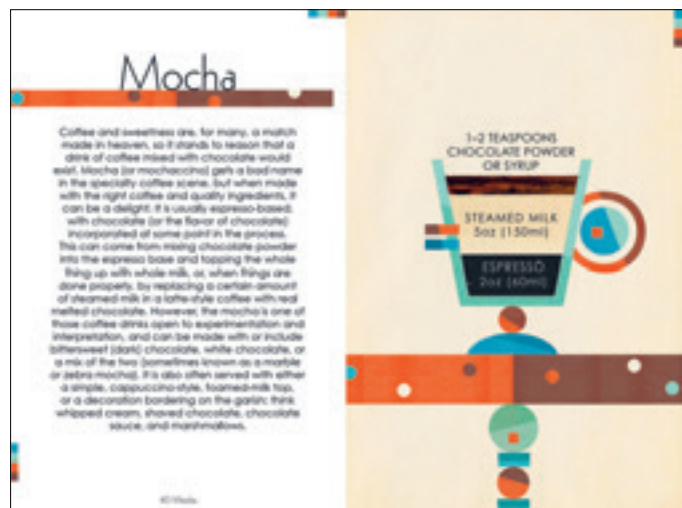 Mocha
Coffee and sweetness are, for many, a match
made in heaven, so it stands to reason that a
drink of coffee mixed with chocolate would
exist. Mocha (or mochaccino) gets a bad name
in the specialty coffee scene, but when made
with the right coffee and quality ingredients, it
can be a delight. It is usually espresso-based,
with chocolate (or the flavor of chocolate)
incorporated at some point in the process.
This can come from mixing chocolate powder
into the espresso base and topping the whole
thing up with whole milk, or, when things are
done properly, by replacing a certain amount
of steamed milk in a latte-style coffee with real
melted chocolate. However, the mocha is one of
those coffee drinks open to experimentation and
interpretation, and can be made with or include
bittersweet (dark) chocolate, white chocolate, or
a mix of the two (sometimes known as a marble
or zebra mocha). It is also often served with either
a simple, cappuccino-style, foamed-milk top,
or a decoration bordering on the garish: think
whipped cream, shaved chocolate, chocolate
sauce, and marshmallows.
Mocha
1–2 TEASPOONS
CHOCOLATE POWDER
OR SYRUP
STEAMED MILK
5oz (150ml)
ESPRESSO
2oz (60ml)